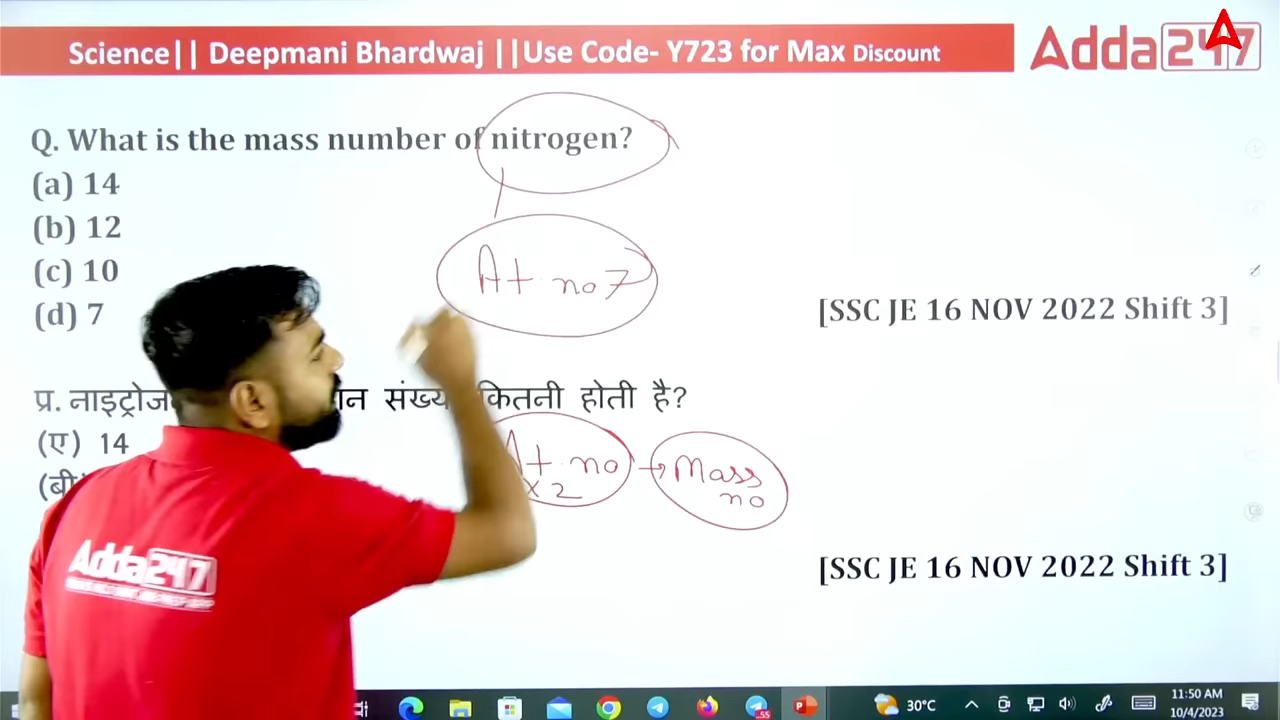 Science|| Deepmani Bhardwaj ||Use Code- Y723 for Max Discount
Adda247
Q. What is the mass number of nitrogen?
(a) 14
(b) 12
(c) 10
(d) 7
At. no 7
[SSC JE 16 NOV 2022 Shift 3]
प्र. कितनी होती है?
(ए) 14
At. no → Mass
x 2 no
[SSC JE 16 NOV 2022 Shift 3]
Adda247
30°C
11:50 AM
10/4/2023